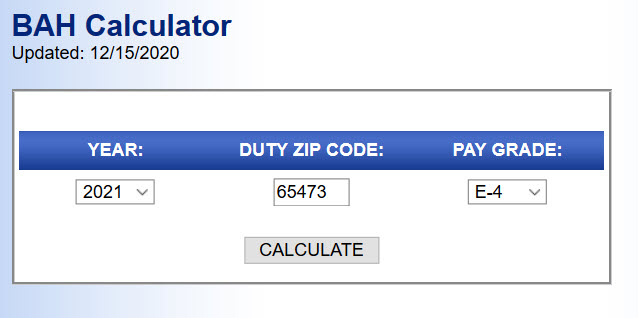 BAH Calculator
Updated: 12/15/2020
YEAR: DUTY ZIP CODE: PAY GRADE:
2021 65473 E-4
CALCULATE